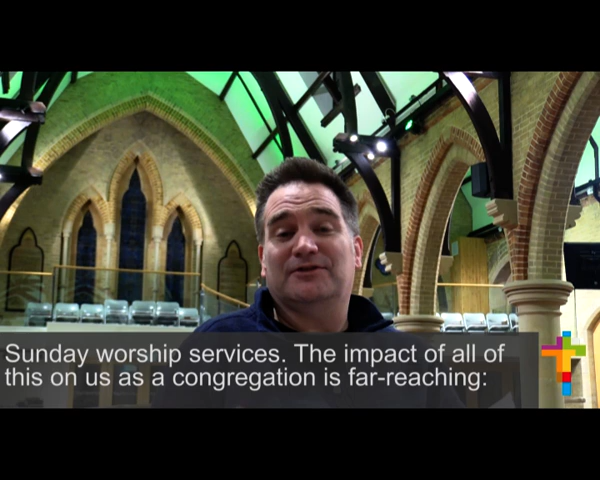 Sunday worship services. The impact of all of
this on us as a congregation is far-reaching: